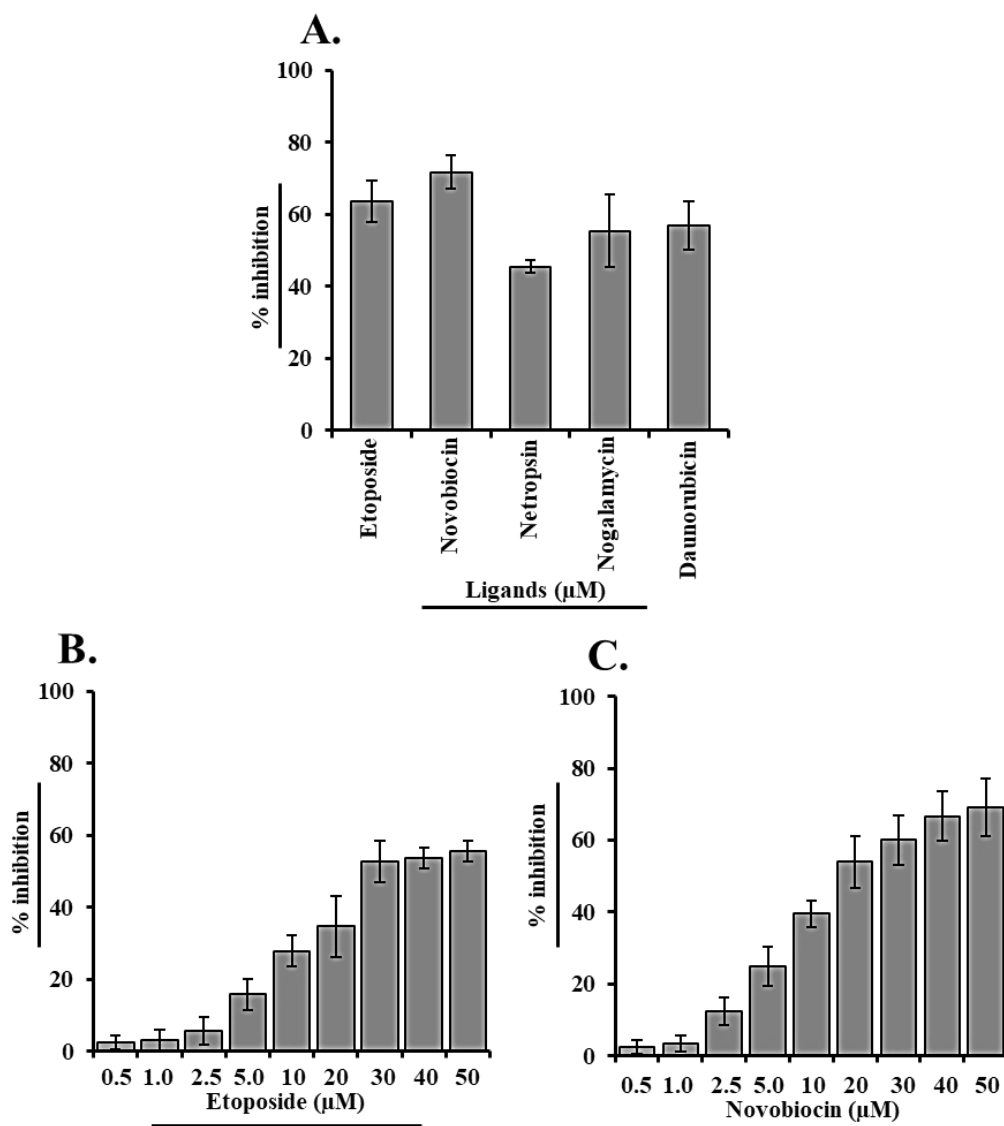 A.
100
80
60
40
20
0
% inhibition
Etoposide
Novobiocin
Netropsin
Nogalamycin
Daunorubicin
Ligands (µM)
B.
100
80
60
40
20
0
% inhibition
0.5 1.0 2.5 5.0 10 20 30 40 50
Etoposide (µM)
C.
100
80
60
40
20
0
% inhibition
0.5 1.0 2.5 5.0 10 20 30 40 50
Novobiocin (µM)